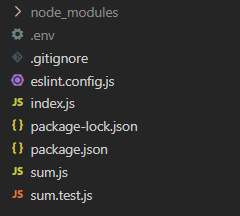 node_modules
.env
.gitignore
eslint.config.js
index.js
package-lock.json
package.json
sum.js
sum.test.js